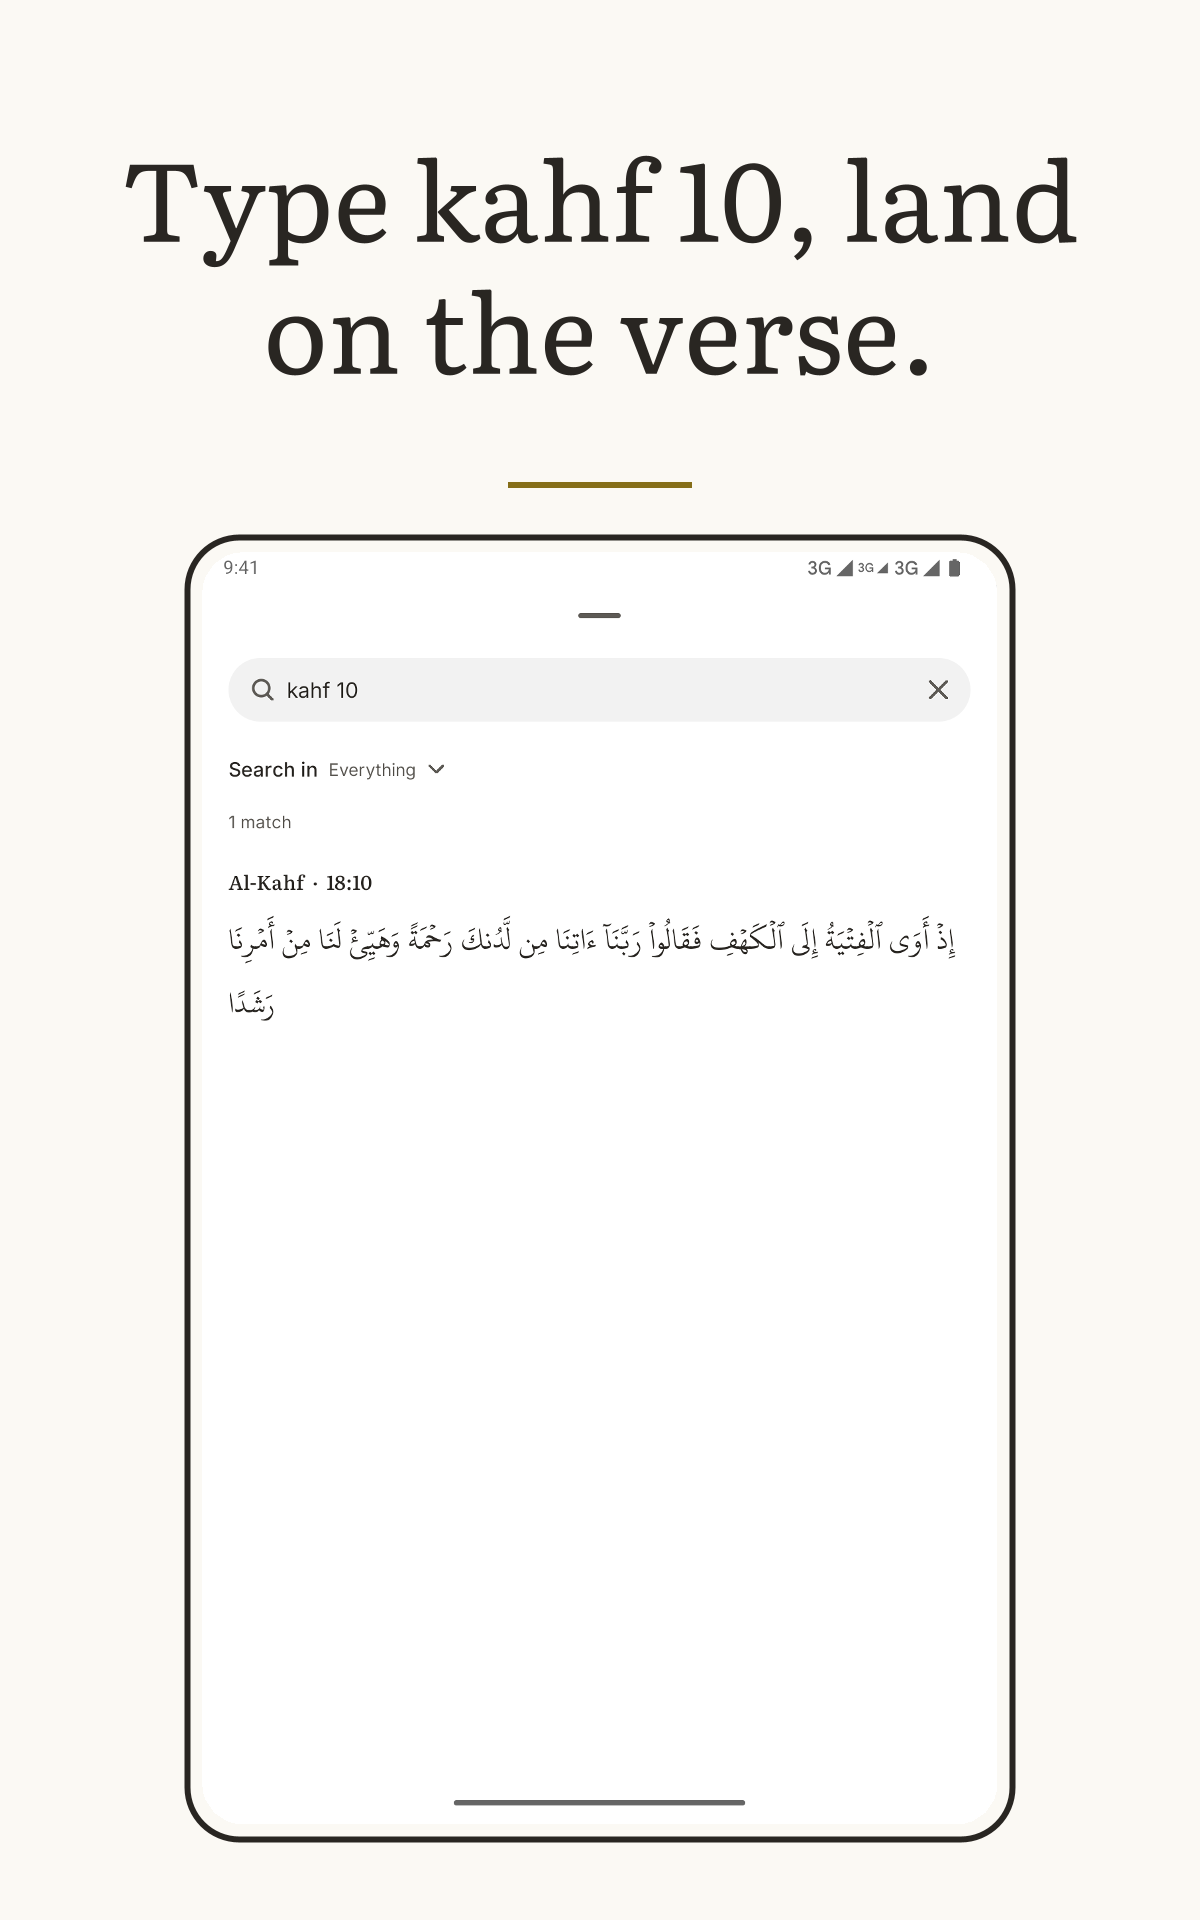 Type kahf 10, land
on the verse.
9:41 3G 3G 3G
kahf 10
Search in Everything
1 match
Al-Kahf · 18:10
إِذْ أَوَى ٱلْفِتْيَةُ إِلَى ٱلْكَهْفِ فَقَالُوا۟ رَبَّنَآ ءَاتِنَا مِن لَّدُنكَ رَحْمَةً وَهَيِّئْ لَنَا مِنْ أَمْرِنَا
رَشَدًا